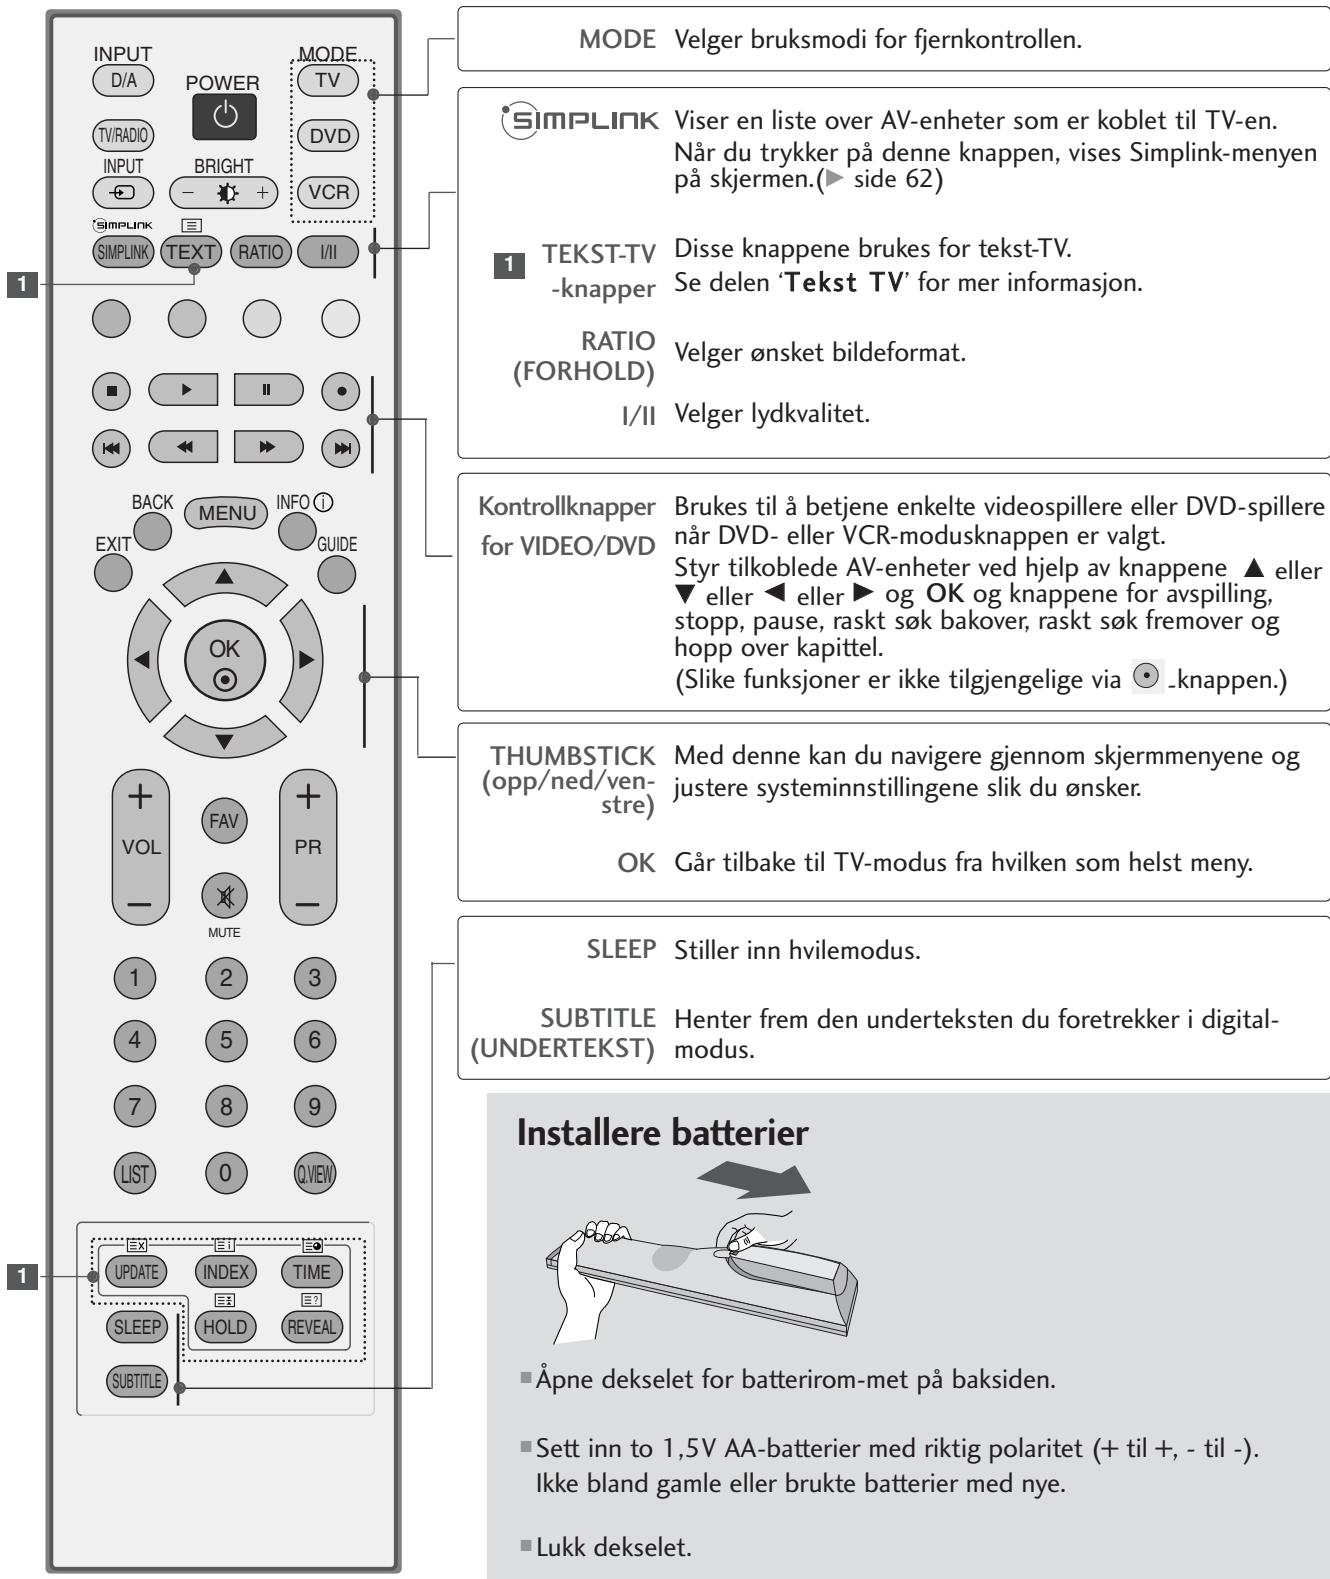 INPUT
MODE
D/A
POWER
TV
TV/RADIO
DVD
INPUT
BRIGHT
- +
VCR
SIMPLINK
SIMPLINK
TEXT
RATIO
I/II
1
BACK
MENU
INFO i
EXIT
GUIDE
OK
+
+
FAV
VOL
PR
-
-
MUTE
1 2 3
4 5 6
7 8 9
LIST 0 Q.VIEW
1
UPDATE INDEX TIME
SLEEP HOLD REVEAL
SUBTITLE
MODE Velger bruksmodi for fjernkontrollen.
SIMPLINK Viser en liste over AV-enheter som er koblet til TV-en.
Når du trykker på denne knappen, vises Simplink-menyen
på skjermen.(▶ side 62)
1 TEKST-TV Disse knappene brukes for tekst-TV.
-knapper Se delen ‘Tekst TV’ for mer informasjon.
RATIO
(FORHOLD) Velger ønsket bildeformat.
I/II Velger lydkvalitet.
Kontrollknapper Brukes til å betjene enkelte videospillere eller DVD-spillere
for VIDEO/DVD når DVD- eller VCR-modusknappen er valgt.
Styr tilkoblede AV-enheter ved hjelp av knappene ▲ eller
▼ eller ◀ eller ▶ og OK og knappene for avspilling,
stopp, pause, raskt søk bakover, raskt søk fremover og
hopp over kapittel.
(Slike funksjoner er ikke tilgjengelige via ⊙ -knappen.)
THUMBSTICK Med denne kan du navigere gjennom skjermmenyene og
(opp/ned/ven- justere systeminnstillingene slik du ønsker.
stre)
OK Går tilbake til TV-modus fra hvilken som helst meny.
SLEEP Stiller inn hvilemodus.
SUBTITLE Henter frem den underteksten du foretrekker i digital-
(UNDERTEKST) modus.
Installere batterier
■ Åpne dekselet for batterirom-met på baksiden.
■ Sett inn to 1,5V AA-batterier med riktig polaritet (+ til +, - til -).
Ikke bland gamle eller brukte batterier med nye.
■ Lukk dekselet.